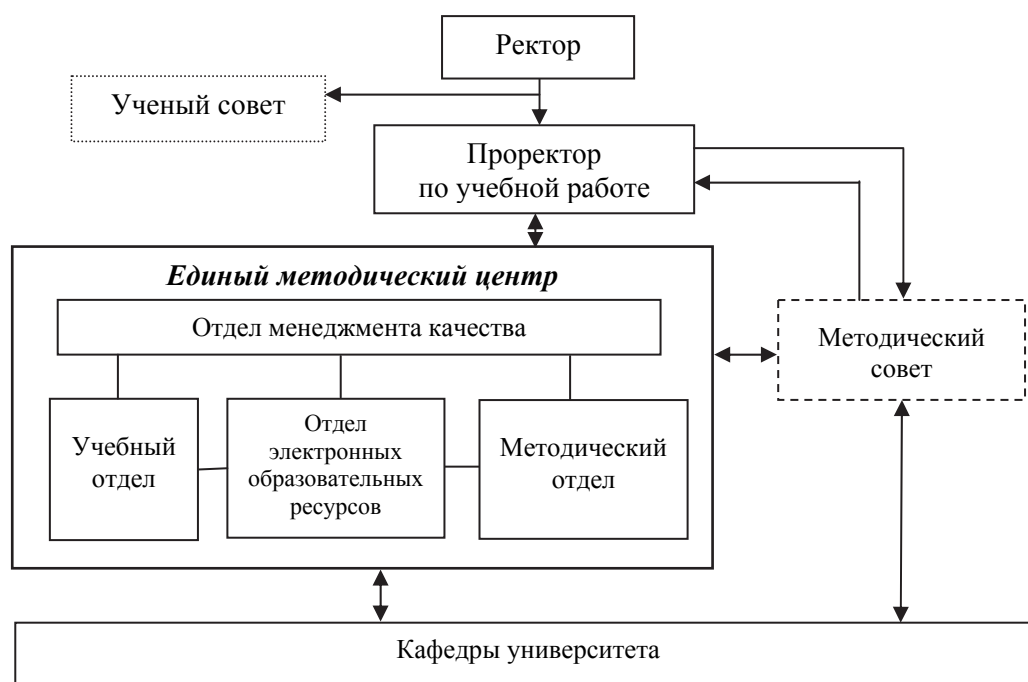 Ректор
Ученый совет
Проректор
по учебной работе
Единый методический центр
Отдел менеджмента качества
Методический
совет
Учебный
отдел
Отдел
электронных
образовательных
ресурсов
Методический
отдел
Кафедры университета